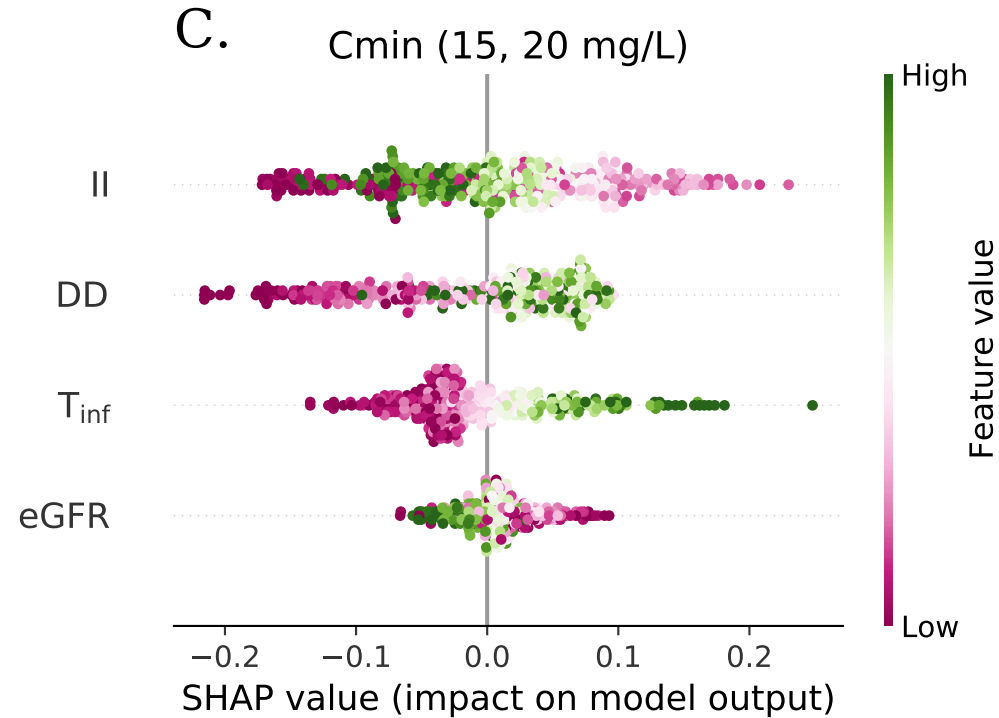 C.
Cmin (15, 20 mg/L)
High
II
DD
Tinf
eGFR
Feature value
Low
−0.2 −0.1 0.0 0.1 0.2
SHAP value (impact on model output)